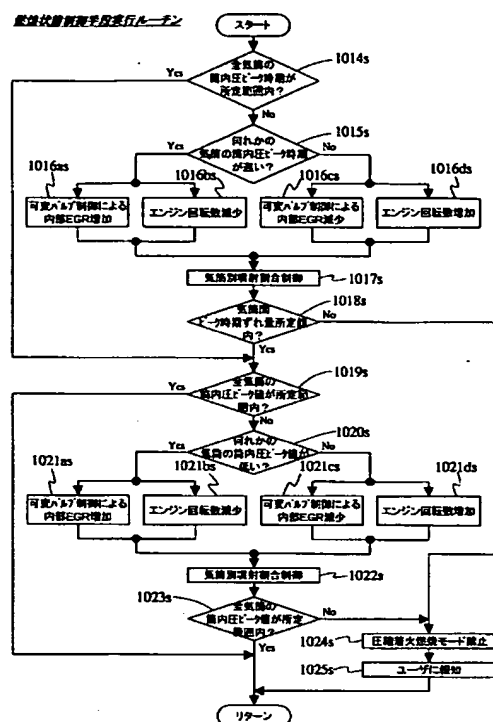 燃焼状態制御手段実行ルーチン
スタート
1014s
全気筒の
筒内圧ピーク時期が
所定範囲内?
Yes
No
1015s
何れかの
気筒の筒内圧ピーク時期
が遅い?
Yes
No
1016as
1016bs
1016cs
1016ds
可変バルブ制御による
内部EGR増加
エンジン回転数減少
可変バルブ制御による
内部EGR減少
エンジン回転数増加
気筒別噴射割合制御
1017s
1018s
気筒間
ピーク時期ずれ量所定値
内?
Yes
No
1019s
全気筒の
筒内圧ピーク値が所定範
囲内?
Yes
No
1020s
何れかの
気筒の筒内圧ピーク値が
低い?
Yes
No
1021as
1021bs
1021cs
1021ds
可変バルブ制御による
内部EGR増加
エンジン回転数減少
可変バルブ制御による
内部EGR減少
エンジン回転数増加
気筒別噴射割合制御
1022s
1023s
全気筒の
筒内圧ピーク値が所定
範囲内?
No
Yes
1024s
圧縮着火燃焼モード禁止
1025s
ユーザに報知
リターン